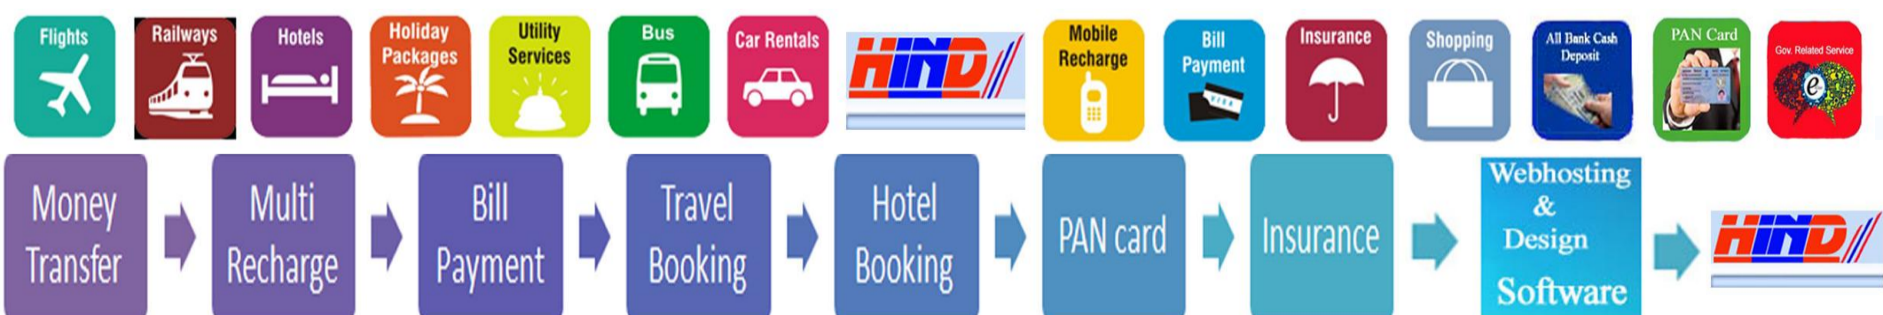 Flights
Railways
Hotels
Holiday
Packages
Utility
Services
Bus
Car Rentals
HIND
Mobile
Recharge
Bill
Payment
VISA
Insurance
Shopping
All Bank Cash
Deposit
PAN Card
Gov. Related Service
e
Money
Transfer
Multi
Recharge
Bill
Payment
Travel
Booking
Hotel
Booking
PAN card
Insurance
Webhosting
&
Design
Software
HIND